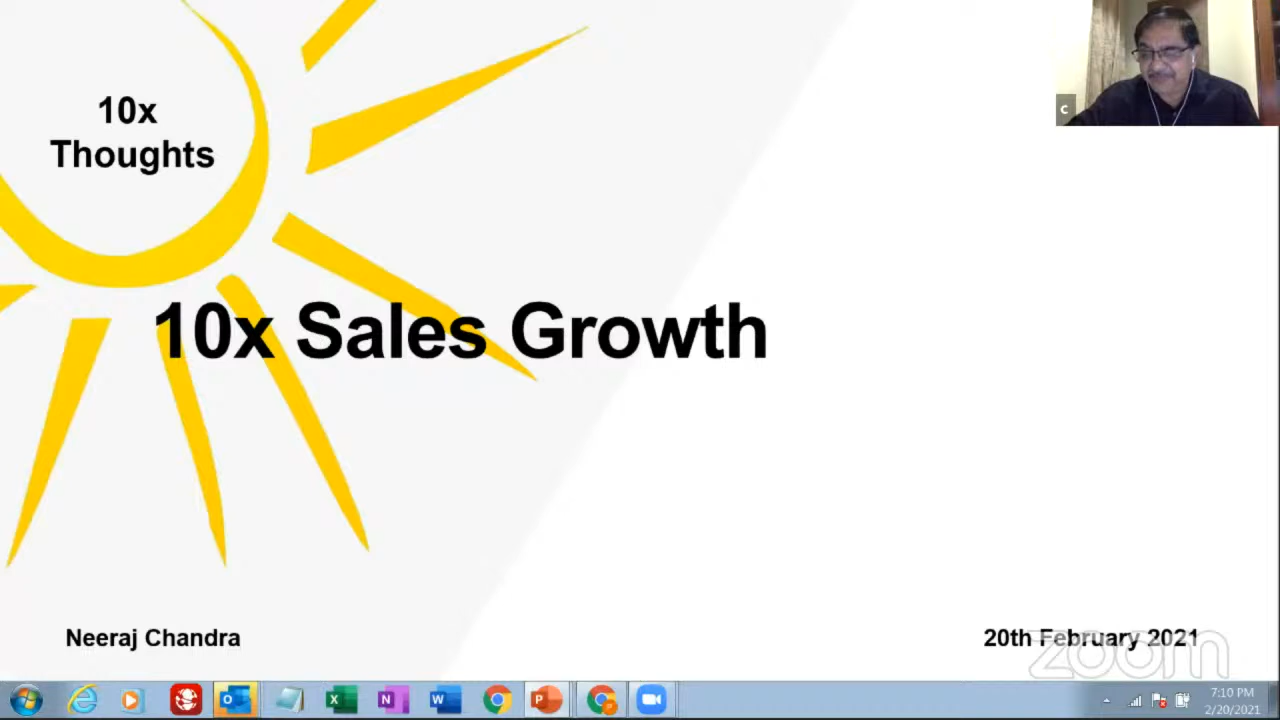 10x
Thoughts
C
10x Sales Growth
Neeraj Chandra
20th February 2021
zoom
7:10 PM
2/20/2021